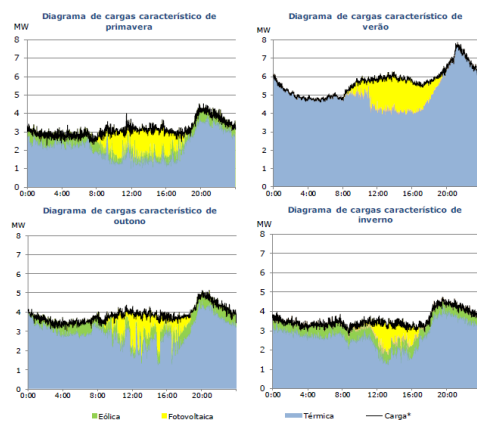 Diagrama de cargas característico de
primavera
MW
8
7
6
5
4
3
2
1
0
0:00 4:00 8:00 12:00 16:00 20:00
Diagrama de cargas característico de
verão
MW
8
7
6
5
4
3
2
1
0
0:00 4:00 8:00 12:00 16:00 20:00
Diagrama de cargas característico de
outono
MW
8
7
6
5
4
3
2
1
0
0:00 4:00 8:00 12:00 16:00 20:00
Diagrama de cargas característico de
inverno
MW
8
7
6
5
4
3
2
1
0
0:00 4:00 8:00 12:00 16:00 20:00
Eólica Fotovoltaica Térmica Carga*